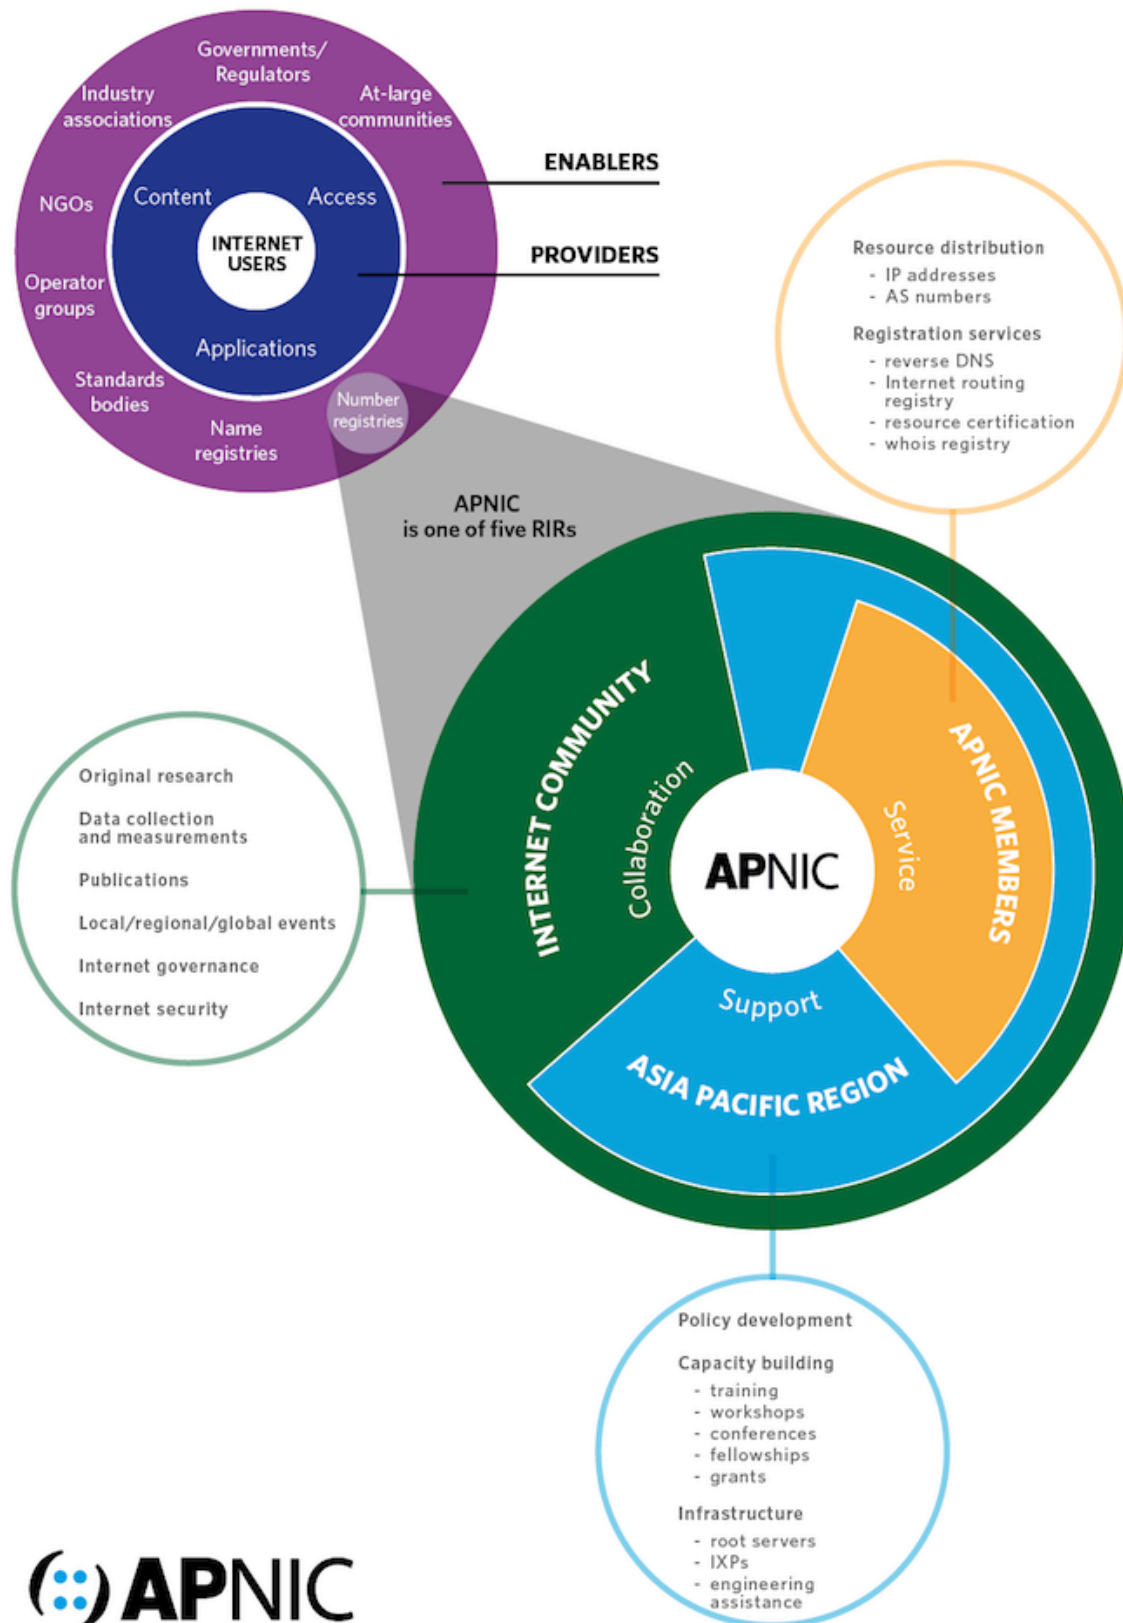 Governments/
Regulators
Industry
associations
At-large
communities
ENABLERS
NGOs
Content
Access
INTERNET
USERS
PROVIDERS
Operator
groups
Applications
Standards
bodies
Name
registries
Number
registries
APNIC
is one of five RIRs
Resource distribution
- IP addresses
- AS numbers
Registration services
- reverse DNS
- Internet routing
registry
- resource certification
- whois registry
INTERNET COMMUNITY
Collaboration
APNIC
Service
APNIC MEMBERS
Support
ASIA PACIFIC REGION
Original research
Data collection
and measurements
Publications
Local/regional/global events
Internet governance
Internet security
Policy development
Capacity building
- training
- workshops
- conferences
- fellowships
- grants
Infrastructure
- root servers
- IXPs
- engineering
assistance
APNIC